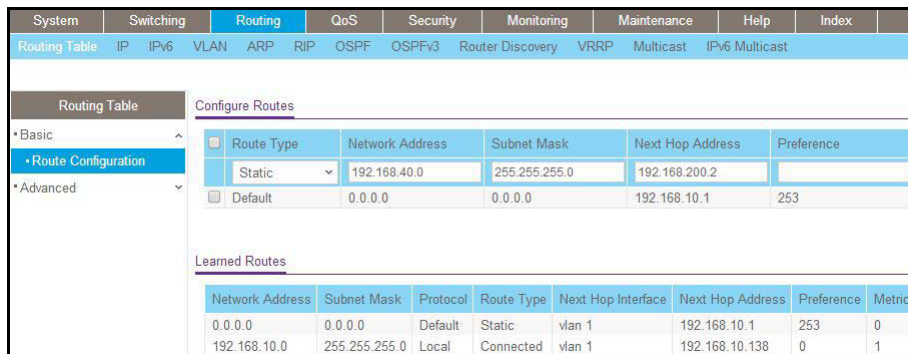 System Switching Routing QoS Security Monitoring Maintenance Help Index
Routing Table IP IPv6 VLAN ARP RIP OSPF OSPFv3 Router Discovery VRRP Multicast IPv6 Multicast
Routing Table
Basic
Route Configuration
Advanced
Configure Routes
Route Type Network Address Subnet Mask Next Hop Address Preference
Static 192.168.40.0 255.255.255.0 192.168.200.2
Default 0.0.0.0 0.0.0.0 192.168.10.1 253
Learned Routes
Network Address Subnet Mask Protocol Route Type Next Hop Interface Next Hop Address Preference Metric
0.0.0.0 0.0.0.0 Default Static vlan 1 192.168.10.1 253 0
192.168.10.0 255.255.255.0 Local Connected vlan 1 192.168.10.138 0 1